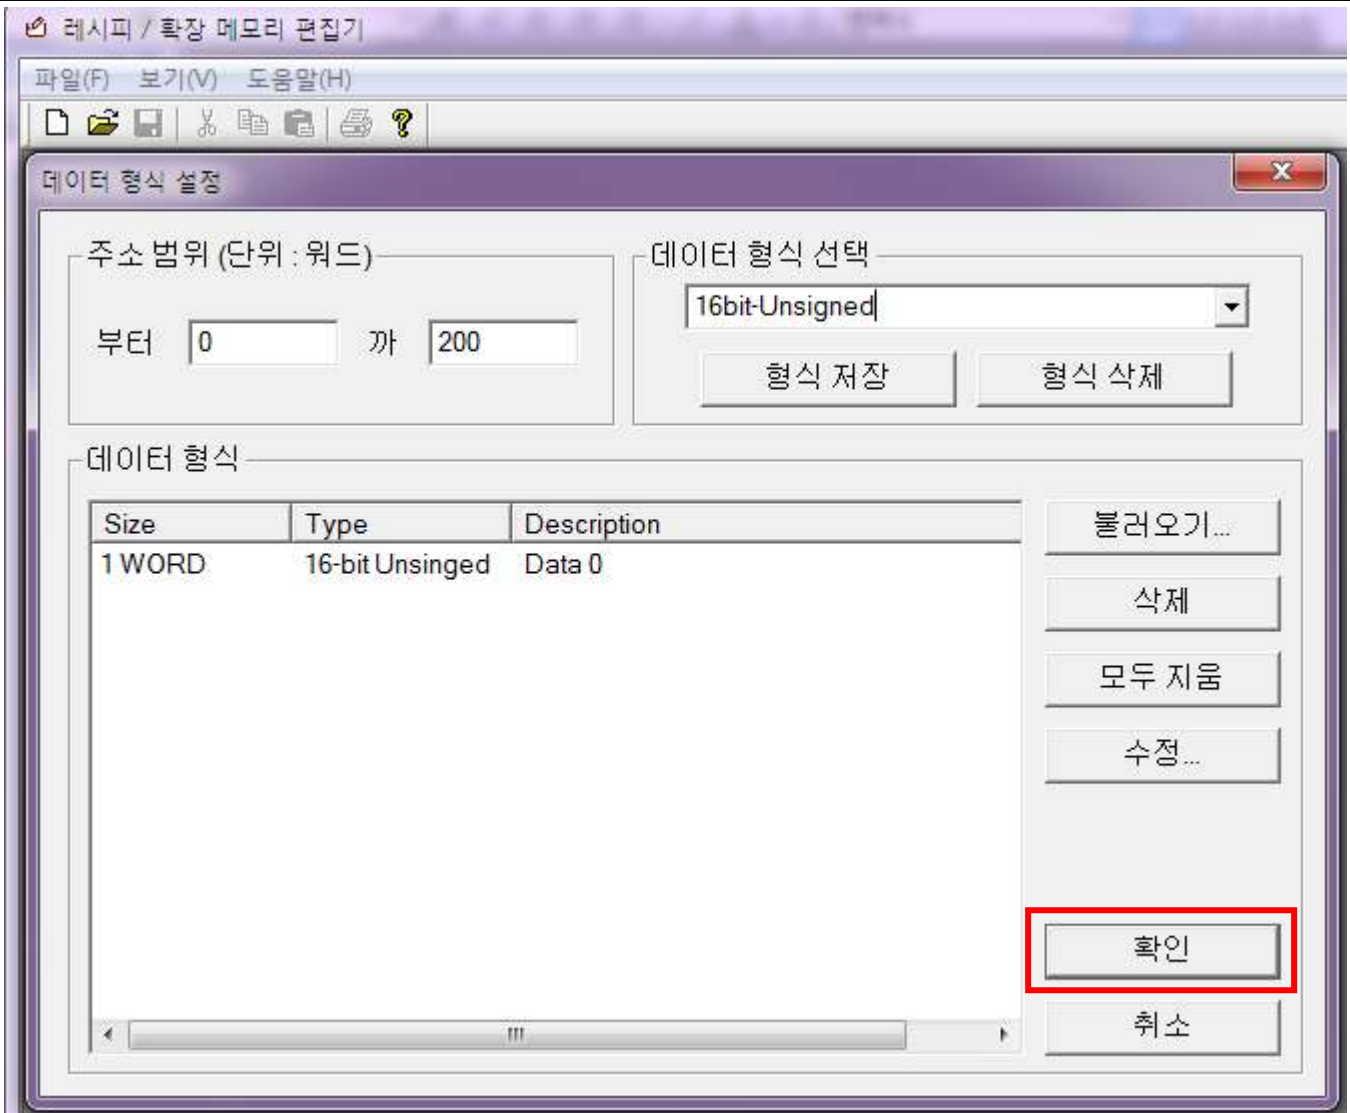 레시피 / 확장 메모리 편집기
파일(F) 보기(V) 도움말(H)
데이터 형식 설정
주소 범위 (단위 : 워드)
부터 0 까 200
데이터 형식 선택
16bit-Unsigned
형식 저장 형식 삭제
데이터 형식
Size Type Description
1 WORD 16-bit Unsinged Data 0
불러오기...
삭제
모두 지움
수정...
확인
취소